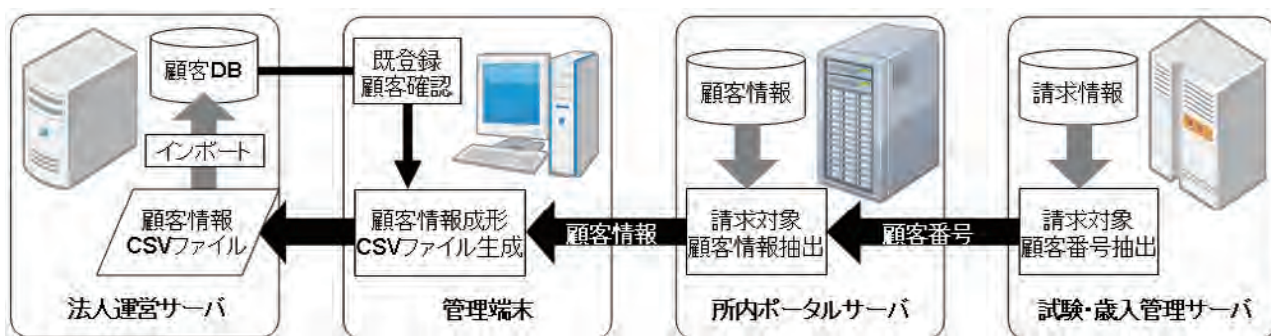 顧客DB
インポート
顧客情報
CSVファイル
法人運営サーバ
既登録
顧客確認
顧客情報成形
CSVファイル生成
管理端末
顧客情報
顧客情報
請求対象
顧客情報抽出
所内ポータルサーバ
顧客番号
請求情報
請求対象
顧客番号抽出
試験・歳入管理サーバ